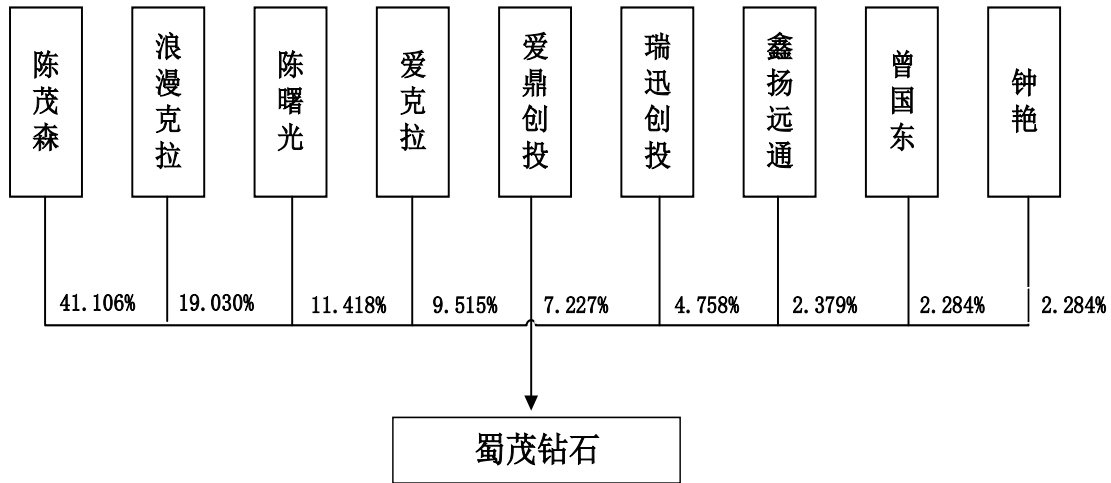 陈茂森
浪漫克拉
陈曙光
爱克拉
爱鼎创投
瑞迅创投
鑫扬远通
曾国东
钟艳
41.106%
19.030%
11.418%
9.515%
7.227%
4.758%
2.379%
2.284%
2.284%
蜀茂钻石